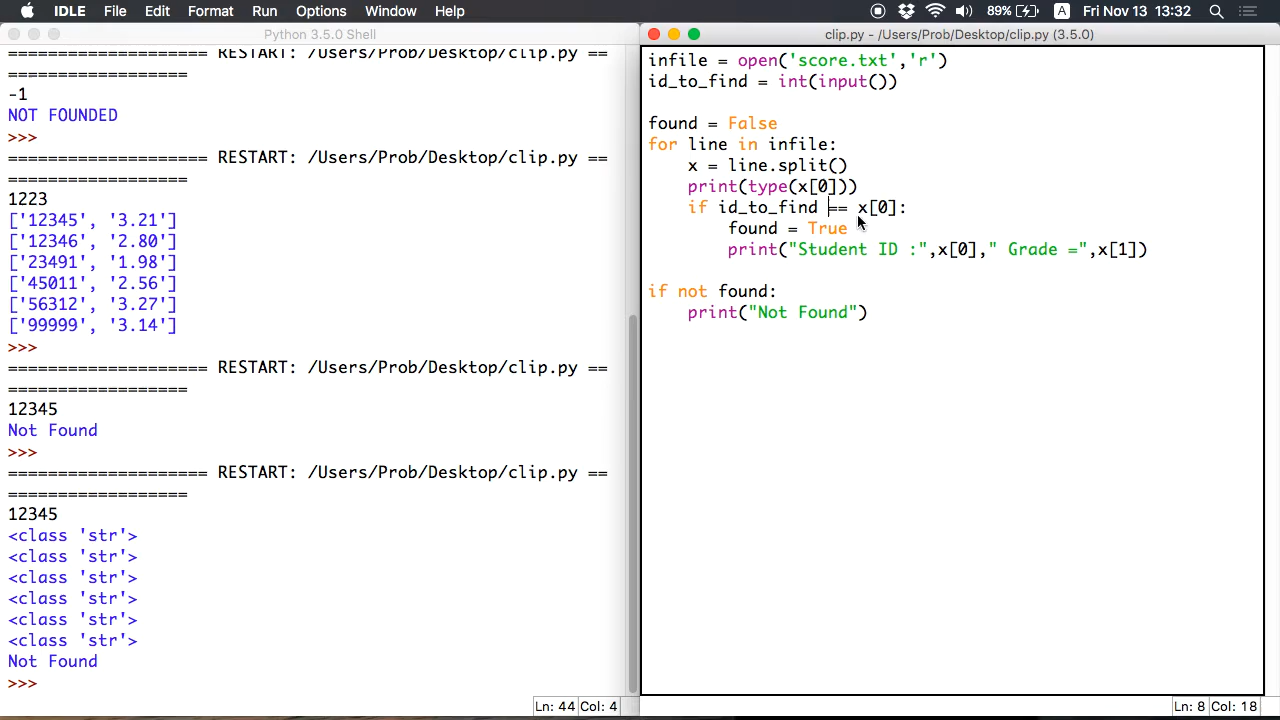 IDLE File Edit Format Run Options Window Help 89% A Fri Nov 13 13:32
Python 3.5.0 Shell
==================== RESTART: /Users/Prob/Desktop/clip.py ==
==================
-1
NOT FOUNDED
>>>
==================== RESTART: /Users/Prob/Desktop/clip.py ==
==================
1223
['12345', '3.21']
['12346', '2.80']
['23491', '1.98']
['45011', '2.56']
['56312', '3.27']
['99999', '3.14']
>>>
==================== RESTART: /Users/Prob/Desktop/clip.py ==
==================
12345
Not Found
>>>
==================== RESTART: /Users/Prob/Desktop/clip.py ==
==================
12345
<class 'str'>
<class 'str'>
<class 'str'>
<class 'str'>
<class 'str'>
<class 'str'>
Not Found
>>>
Ln: 44 Col: 4
clip.py - /Users/Prob/Desktop/clip.py (3.5.0)
infile = open('score.txt','r')
id_to_find = int(input())
found = False
for line in infile:
    x = line.split()
    print(type(x[0]))
    if id_to_find == x[0]:
        found = True
        print("Student ID :",x[0]," Grade =",x[1])
if not found:
    print("Not Found")
Ln: 8 Col: 18